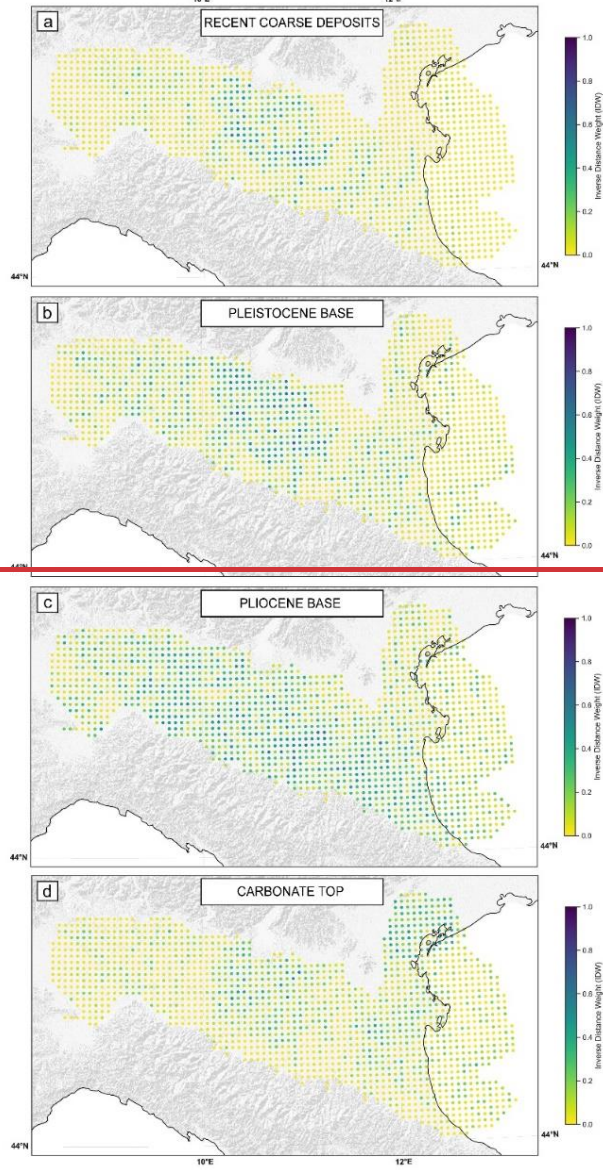 a
RECENT COARSE DEPOSITS
1.0
0.8
0.6
0.4
0.2
0.0
Inverse Distance Weight (IDW)
44°N
44°N
b
PLEISTOCENE BASE
1.0
0.8
0.6
0.4
0.2
0.0
Inverse Distance Weight (IDW)
44°N
44°N
c
PLIOCENE BASE
1.0
0.8
0.6
0.4
0.2
0.0
Inverse Distance Weight (IDW)
44°N
44°N
d
CARBONATE TOP
1.0
0.8
0.6
0.4
0.2
0.0
Inverse Distance Weight (IDW)
44°N
44°N
10°E
12°E